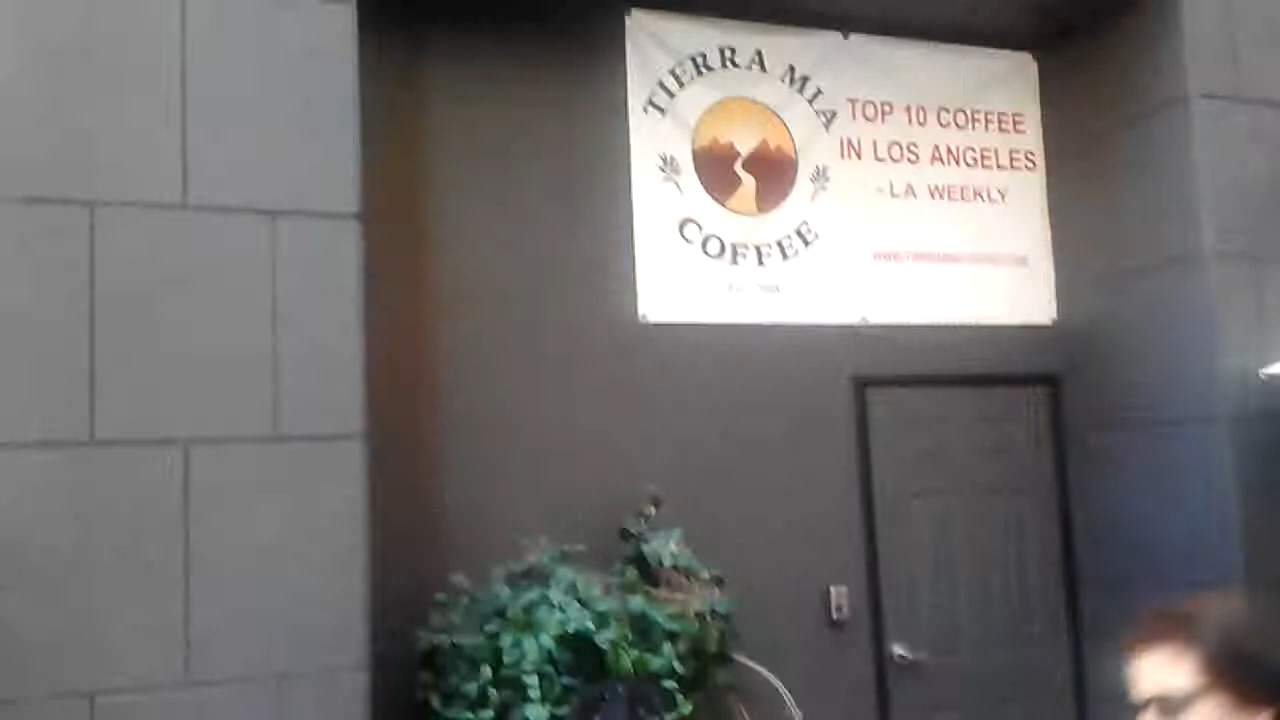 TIERRA MIA
COFFEE
TOP 10 COFFEE
IN LOS ANGELES
- LA WEEKLY